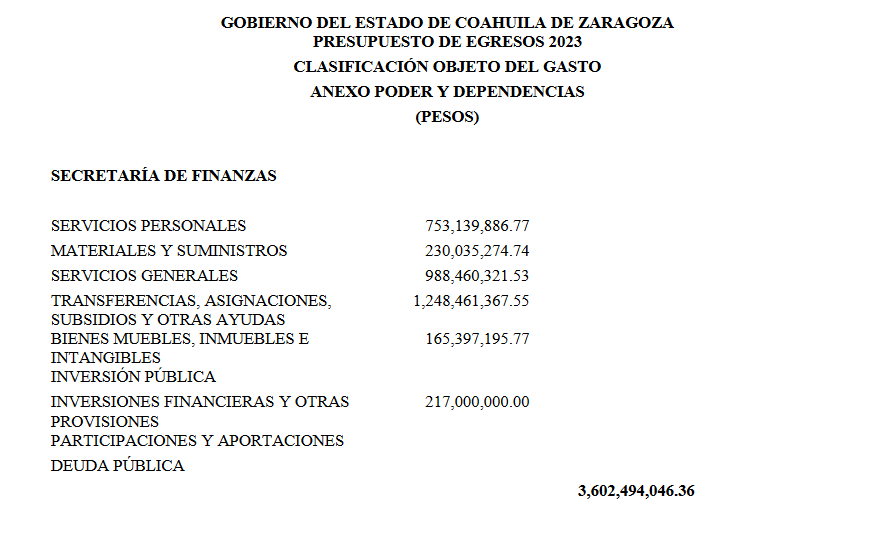 GOBIERNO DEL ESTADO DE COAHUILA DE ZARAGOZA
PRESUPUESTO DE EGRESOS 2023
CLASIFICACIÓN OBJETO DEL GASTO
ANEXO PODER Y DEPENDENCIAS
(PESOS)
SECRETARÍA DE FINANZAS
SERVICIOS PERSONALES 753,139,886.77
MATERIALES Y SUMINISTROS 230,035,274.74
SERVICIOS GENERALES 988,460,321.53
TRANSFERENCIAS, ASIGNACIONES, 1,248,461,367.55
SUBSIDIOS Y OTRAS AYUDAS
BIENES MUEBLES, INMUEBLES E 165,397,195.77
INTANGIBLES
INVERSIÓN PÚBLICA
INVERSIONES FINANCIERAS Y OTRAS 217,000,000.00
PROVISIONES
PARTICIPACIONES Y APORTACIONES
DEUDA PÚBLICA
3,602,494,046.36